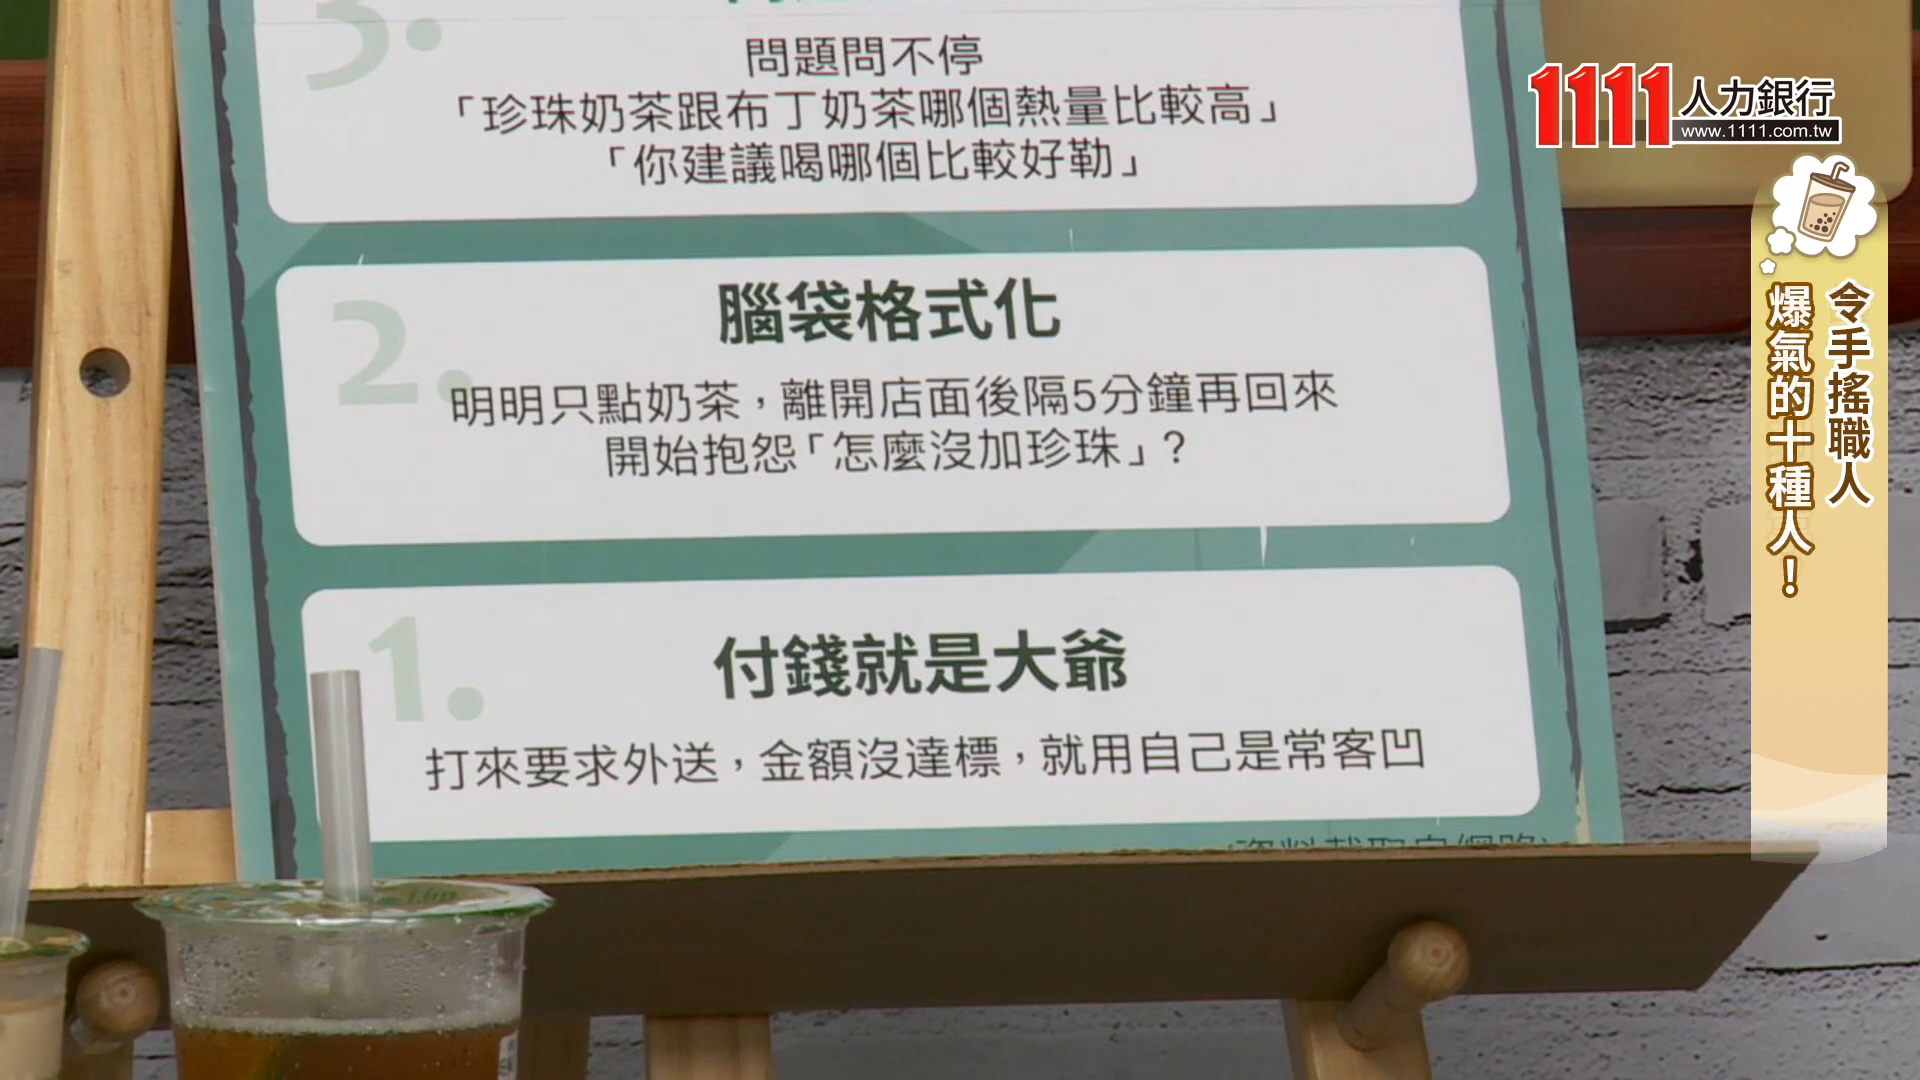 3.
問題問不停
「珍珠奶茶跟布丁奶茶哪個熱量比較高」
「你建議喝哪個比較好勒」
2.
腦袋格式化
明明只點奶茶，離開店面後隔5分鐘再回來
開始抱怨「怎麼沒加珍珠」？
1.
付錢就是大爺
打來要求外送，金額沒達標，就用自己是常客凹
1111人力銀行
www.1111.com.tw
令手搖職人
爆氣的十種人！